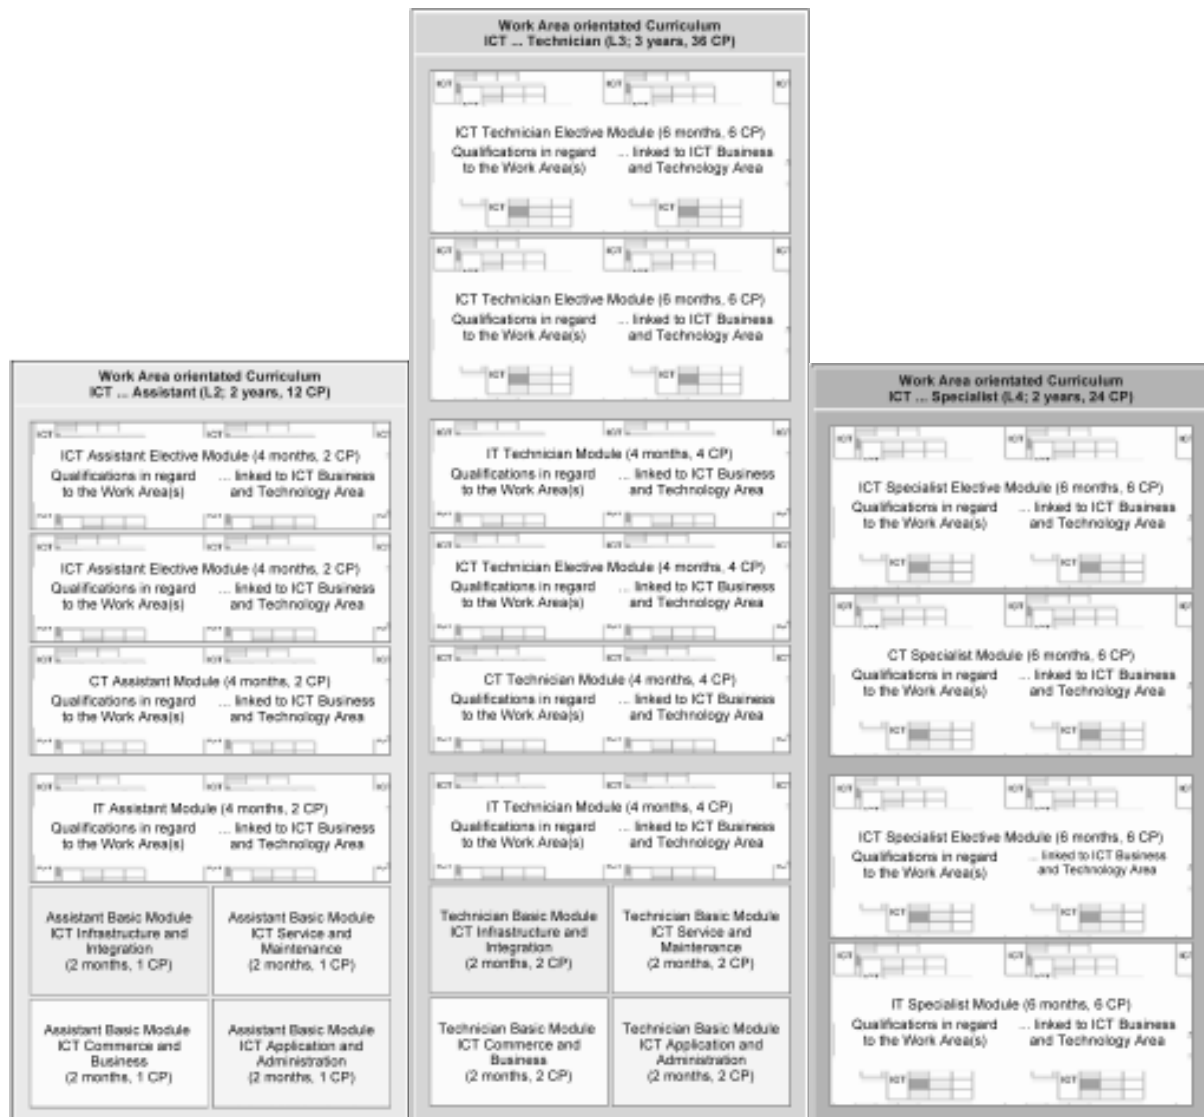 Work Area orientated Curriculum
ICT ... Technician (L3; 3 years, 36 CP)
ICT
ICT
ICT Technician Elective Module (6 months, 6 CP)
Qualifications in regard
to the Work Area(s)
... linked to ICT Business
and Technology Area
ICT
ICT
ICT
ICT
ICT Technician Elective Module (6 months, 6 CP)
Qualifications in regard
to the Work Area(s)
... linked to ICT Business
and Technology Area
ICT
ICT
IT Technician Module (4 months, 4 CP)
Qualifications in regard
to the Work Area(s)
... linked to ICT Business
and Technology Area
ICT Technician Elective Module (4 months, 4 CP)
Qualifications in regard
to the Work Area(s)
... linked to ICT Business
and Technology Area
CT Technician Module (4 months, 4 CP)
Qualifications in regard
to the Work Area(s)
... linked to ICT Business
and Technology Area
IT Technician Module (4 months, 4 CP)
Qualifications in regard
to the Work Area(s)
... linked to ICT Business
and Technology Area
Technician Basic Module
ICT Infrastructure and
Integration
(2 months, 2 CP)
Technician Basic Module
ICT Service and
Maintenance
(2 months, 2 CP)
Technician Basic Module
ICT Commerce and
Business
(2 months, 2 CP)
Technician Basic Module
ICT Application and
Administration
(2 months, 2 CP)
Work Area orientated Curriculum
ICT ... Assistant (L2; 2 years, 12 CP)
ICT
ICT
ICT Assistant Elective Module (4 months, 2 CP)
Qualifications in regard
to the Work Area(s)
... linked to ICT Business
and Technology Area
ICT Assistant Elective Module (4 months, 2 CP)
Qualifications in regard
to the Work Area(s)
... linked to ICT Business
and Technology Area
CT Assistant Module (4 months, 2 CP)
Qualifications in regard
to the Work Area(s)
... linked to ICT Business
and Technology Area
IT Assistant Module (4 months, 2 CP)
Qualifications in regard
to the Work Area(s)
... linked to ICT Business
and Technology Area
Assistant Basic Module
ICT Infrastructure and
Integration
(2 months, 1 CP)
Assistant Basic Module
ICT Service and
Maintenance
(2 months, 1 CP)
Assistant Basic Module
ICT Commerce and
Business
(2 months, 1 CP)
Assistant Basic Module
ICT Application and
Administration
(2 months, 1 CP)
Work Area orientated Curriculum
ICT ... Specialist (L4; 2 years, 24 CP)
ICT Specialist Elective Module (6 months, 6 CP)
Qualifications in regard
to the Work Area(s)
... linked to ICT Business
and Technology Area
ICT
ICT
CT Specialist Module (6 months, 6 CP)
Qualifications in regard
to the Work Area(s)
... linked to ICT Business
and Technology Area
ICT
ICT
ICT Specialist Elective Module (6 months, 6 CP)
Qualifications in regard
to the Work Area(s)
... linked to ICT Business
and Technology Area
ICT
ICT
IT Specialist Module (6 months, 6 CP)
Qualifications in regard
to the Work Area(s)
... linked to ICT Business
and Technology Area
ICT
ICT